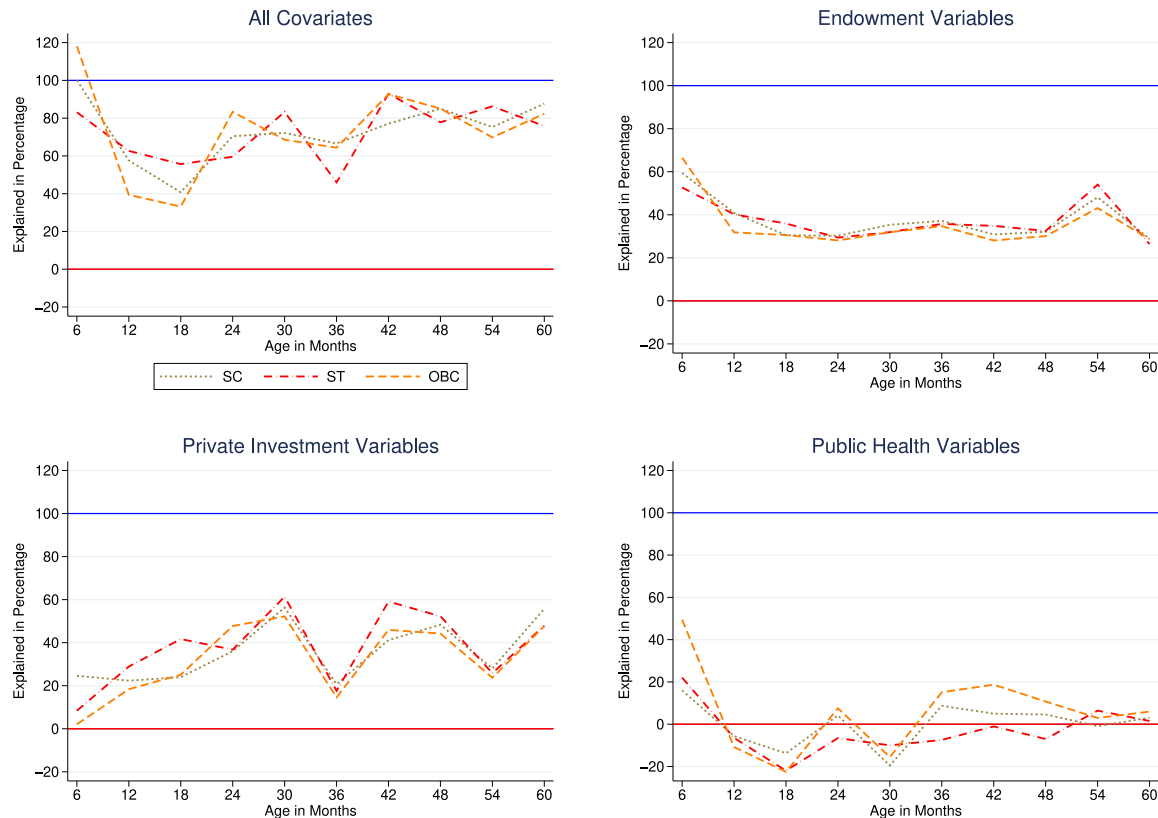 All Covariates
Explained in Percentage
120
100
80
60
40
20
0
−20
6 12 18 24 30 36 42 48 54 60
Age in Months
SC ST OBC
Endowment Variables
Explained in Percentage
120
100
80
60
40
20
0
−20
6 12 18 24 30 36 42 48 54 60
Age in Months
Private Investment Variables
Explained in Percentage
120
100
80
60
40
20
0
−20
6 12 18 24 30 36 42 48 54 60
Age in Months
Public Health Variables
Explained in Percentage
120
100
80
60
40
20
0
−20
6 12 18 24 30 36 42 48 54 60
Age in Months